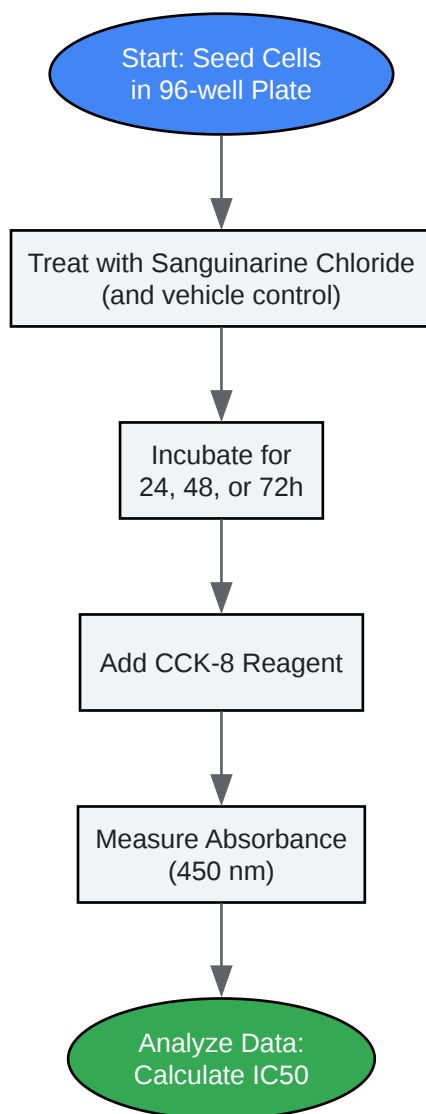 Start: Seed Cells
in 96-well Plate
Treat with Sanguinarine Chloride
(and vehicle control)
Incubate for
24, 48, or 72h
Add CCK-8 Reagent
Measure Absorbance
(450 nm)
Analyze Data:
Calculate IC50